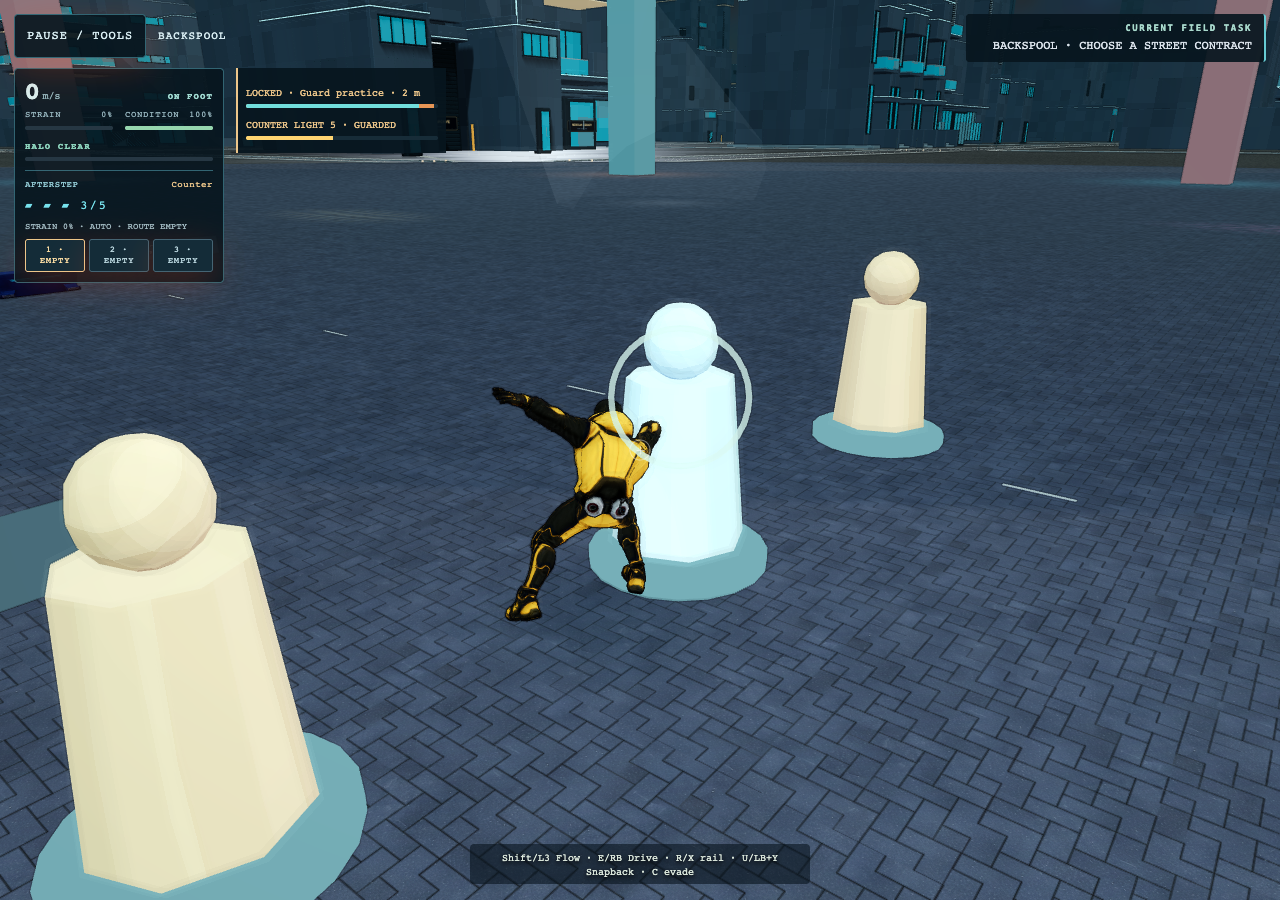 PAUSE / TOOLS
BACKSPOOL
CURRENT FIELD TASK
BACKSPOOL · CHOOSE A STREET CONTRACT
0 m/s
ON FOOT
STRAIN 0%
CONDITION 100%
HALO CLEAR
AFTERSTEP
Counter
3/5
STRAIN 0% · AUTO · ROUTE EMPTY
1 ·
EMPTY
2 ·
EMPTY
3 ·
EMPTY
LOCKED · Guard practice · 2 m
COUNTER LIGHT 5 · GUARDED
Shift/L3 Flow · E/RB Drive · R/X rail · U/LB+Y
Snapback · C evade